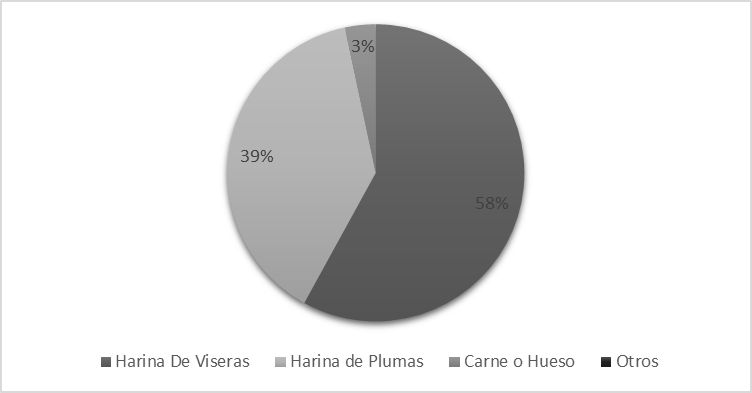 3%
39%
58%
Harina De Viseras Harina de Plumas Carne o Hueso Otros